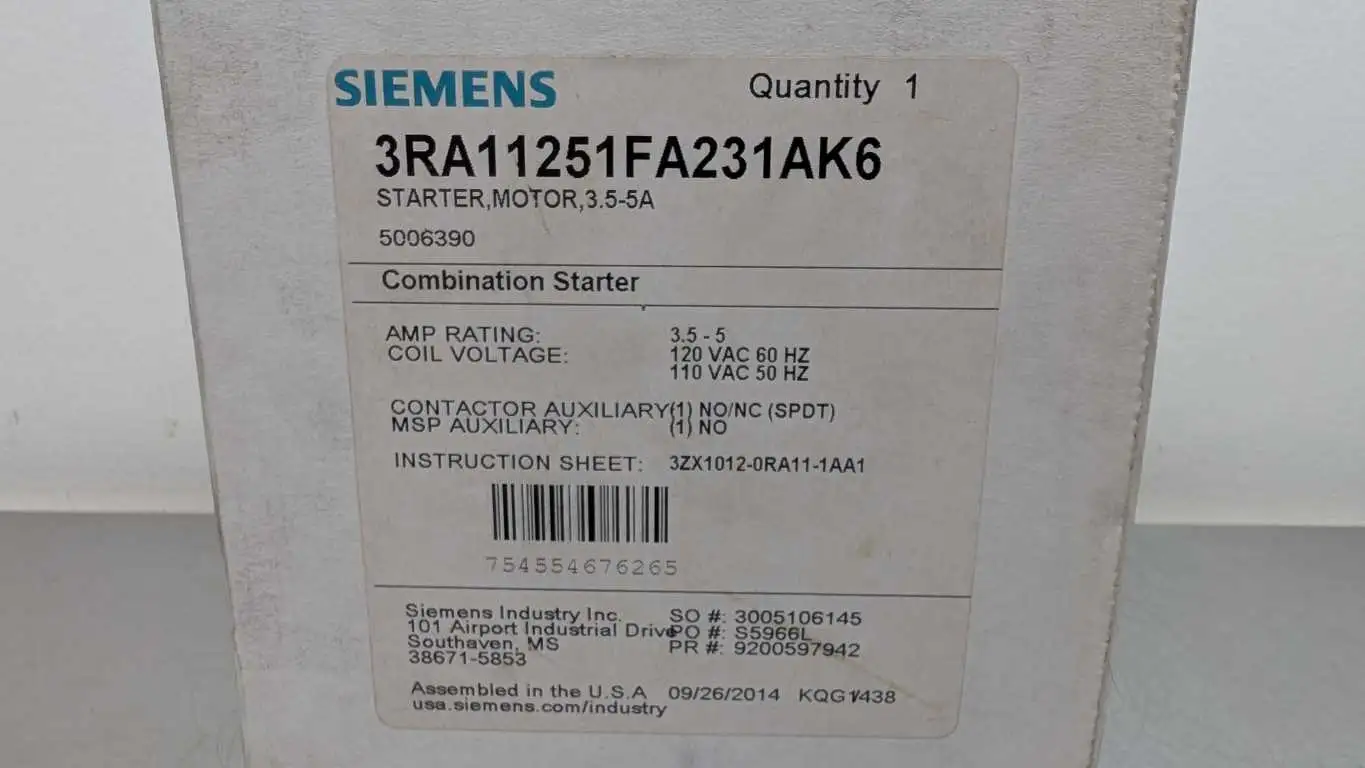 SIEMENS Quantity 1
3RA11251FA231AK6
STARTER,MOTOR,3.5-5A
5006390
Combination Starter
AMP RATING: 3.5 - 5
COIL VOLTAGE: 120 VAC 60 HZ
110 VAC 50 HZ
CONTACTOR AUXILIARY(1) NO/NC (SPDT)
MSP AUXILIARY: (1) NO
INSTRUCTION SHEET: 3ZX1012-0RA11-1AA1
754554676265
Siemens Industry Inc. SO #: 3005106145
101 Airport Industrial Drive PO #: S5966L
Southaven, MS PR #: 9200597942
38671-5853
Assembled in the U.S.A 09/26/2014
usa.siemens.com/industry